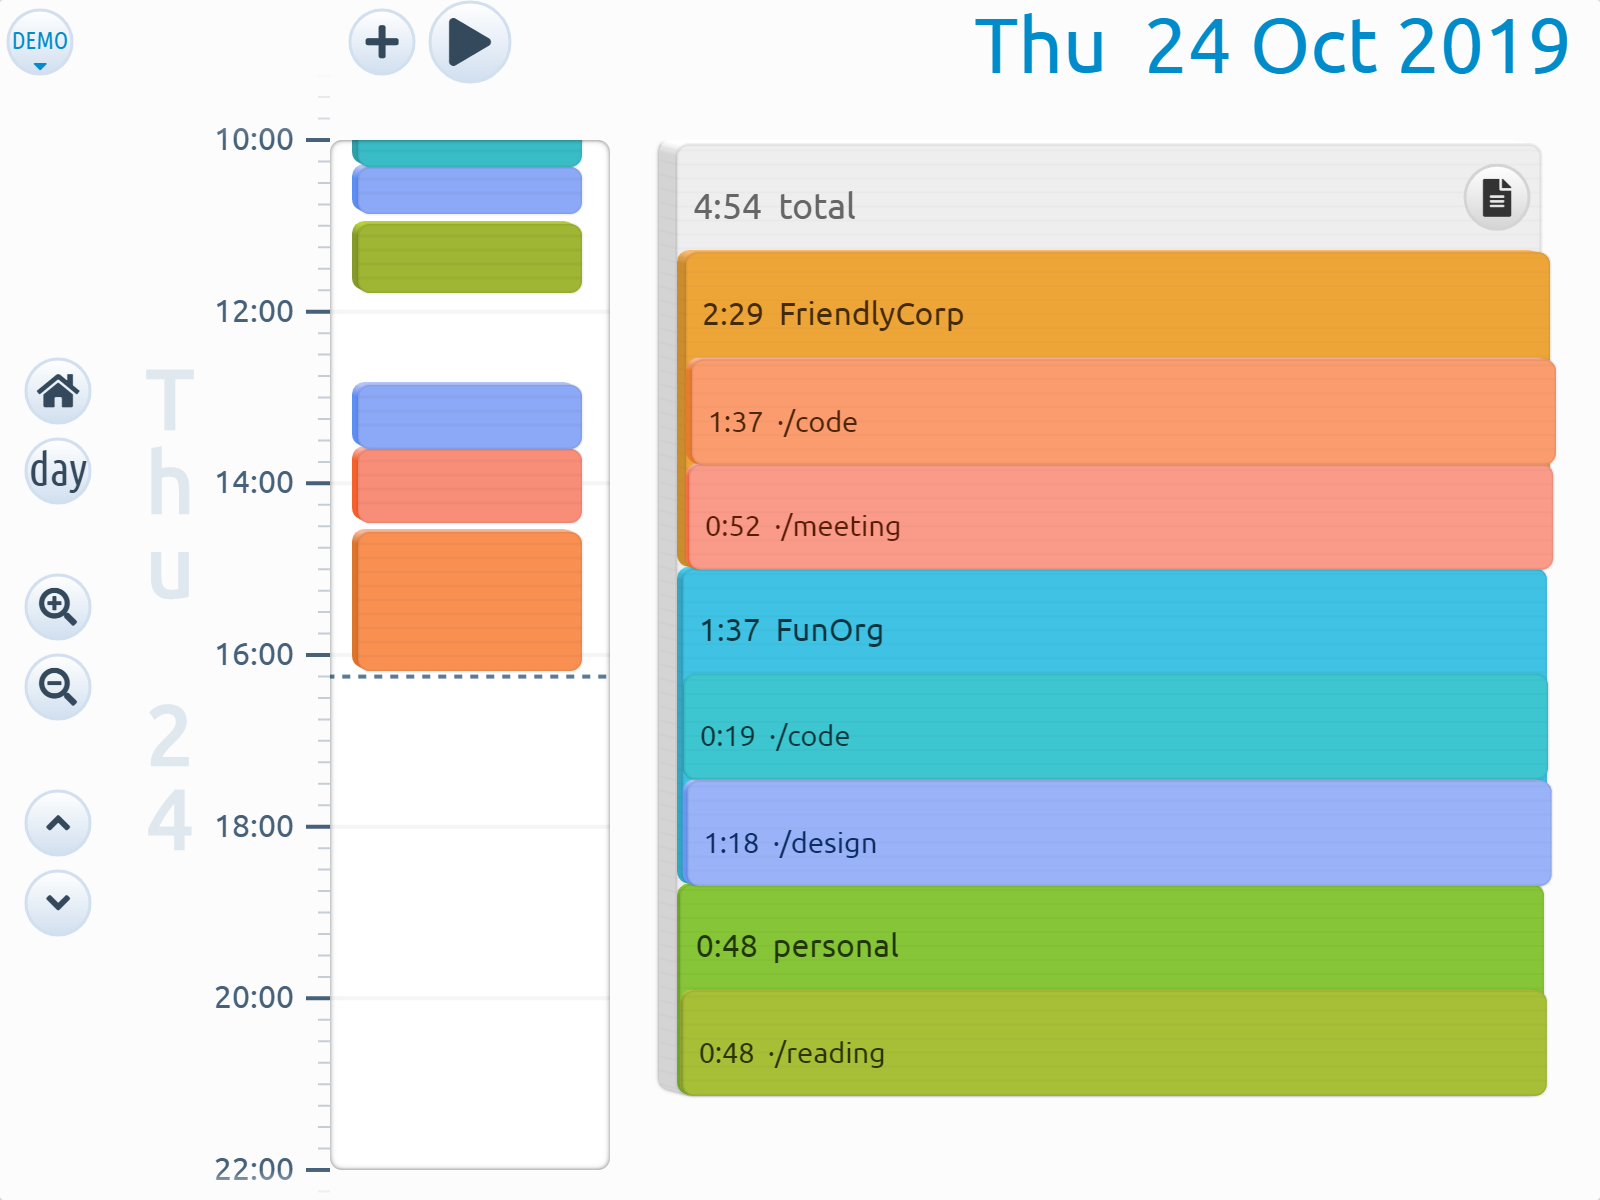 DEMO
Thu 24 Oct 2019
10:00
12:00
14:00
16:00
18:00
20:00
22:00
day
Thu 24
4:54 total
2:29 FriendlyCorp
1:37 ·/code
0:52 ·/meeting
1:37 FunOrg
0:19 ·/code
1:18 ·/design
0:48 personal
0:48 ·/reading